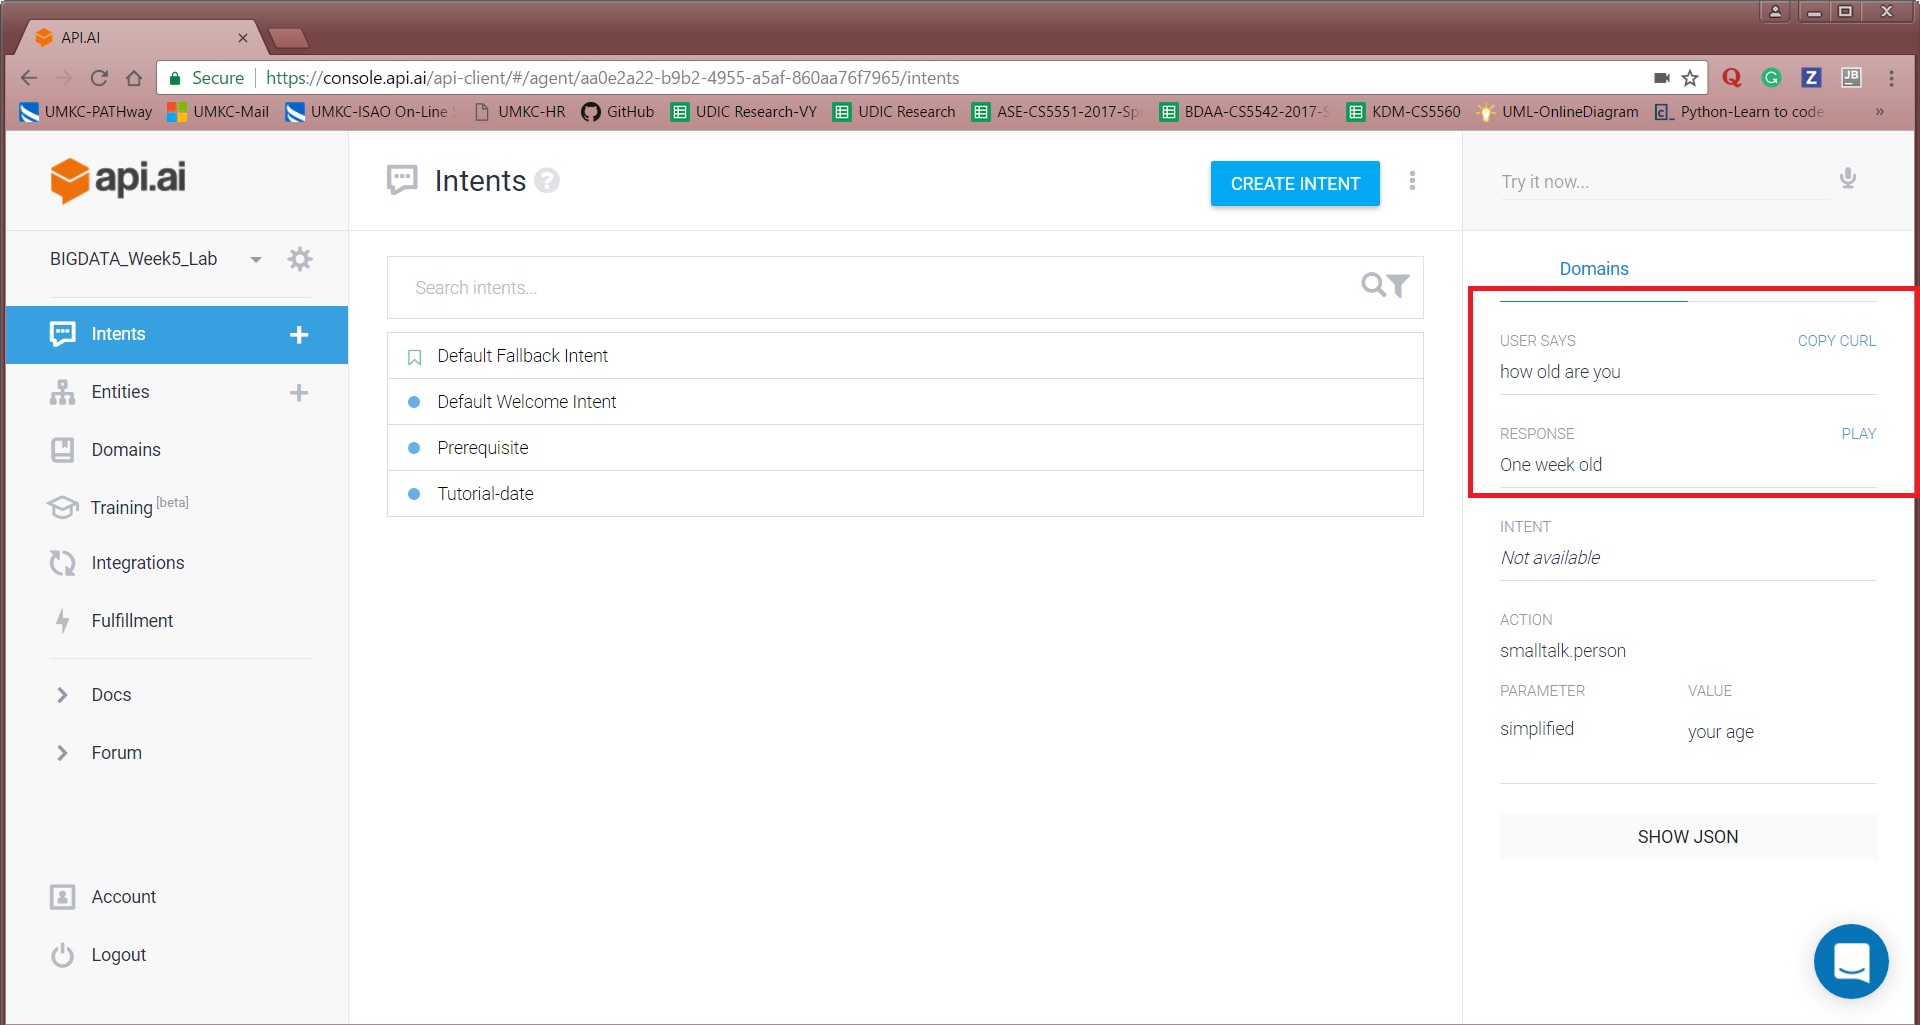 API.AI
Secure https://console.api.ai/api-client/#/agent/aa0e2a22-b9b2-4955-a5af-860aa76f7965/intents
UMKC-PATHway UMKC-Mail UMKC-ISAO On-Line UMKC-HR GitHub UDIC Research-VY UDIC Research ASE-CS5551-2017-Sp BDAA-CS5542-2017-S KDM-CS5560 UML-OnlineDiagram Python-Learn to code »
api.ai
Intents ?
CREATE INTENT
Try it now...
BIGDATA_Week5_Lab
Domains
Search intents...
Intents +
Entities +
Domains
Training [beta]
Integrations
Fulfillment
Docs
Forum
Account
Logout
Default Fallback Intent
Default Welcome Intent
Prerequisite
Tutorial-date
USER SAYS COPY CURL
how old are you
RESPONSE PLAY
One week old
INTENT
Not available
ACTION
smalltalk.person
PARAMETER VALUE
simplified your age
SHOW JSON